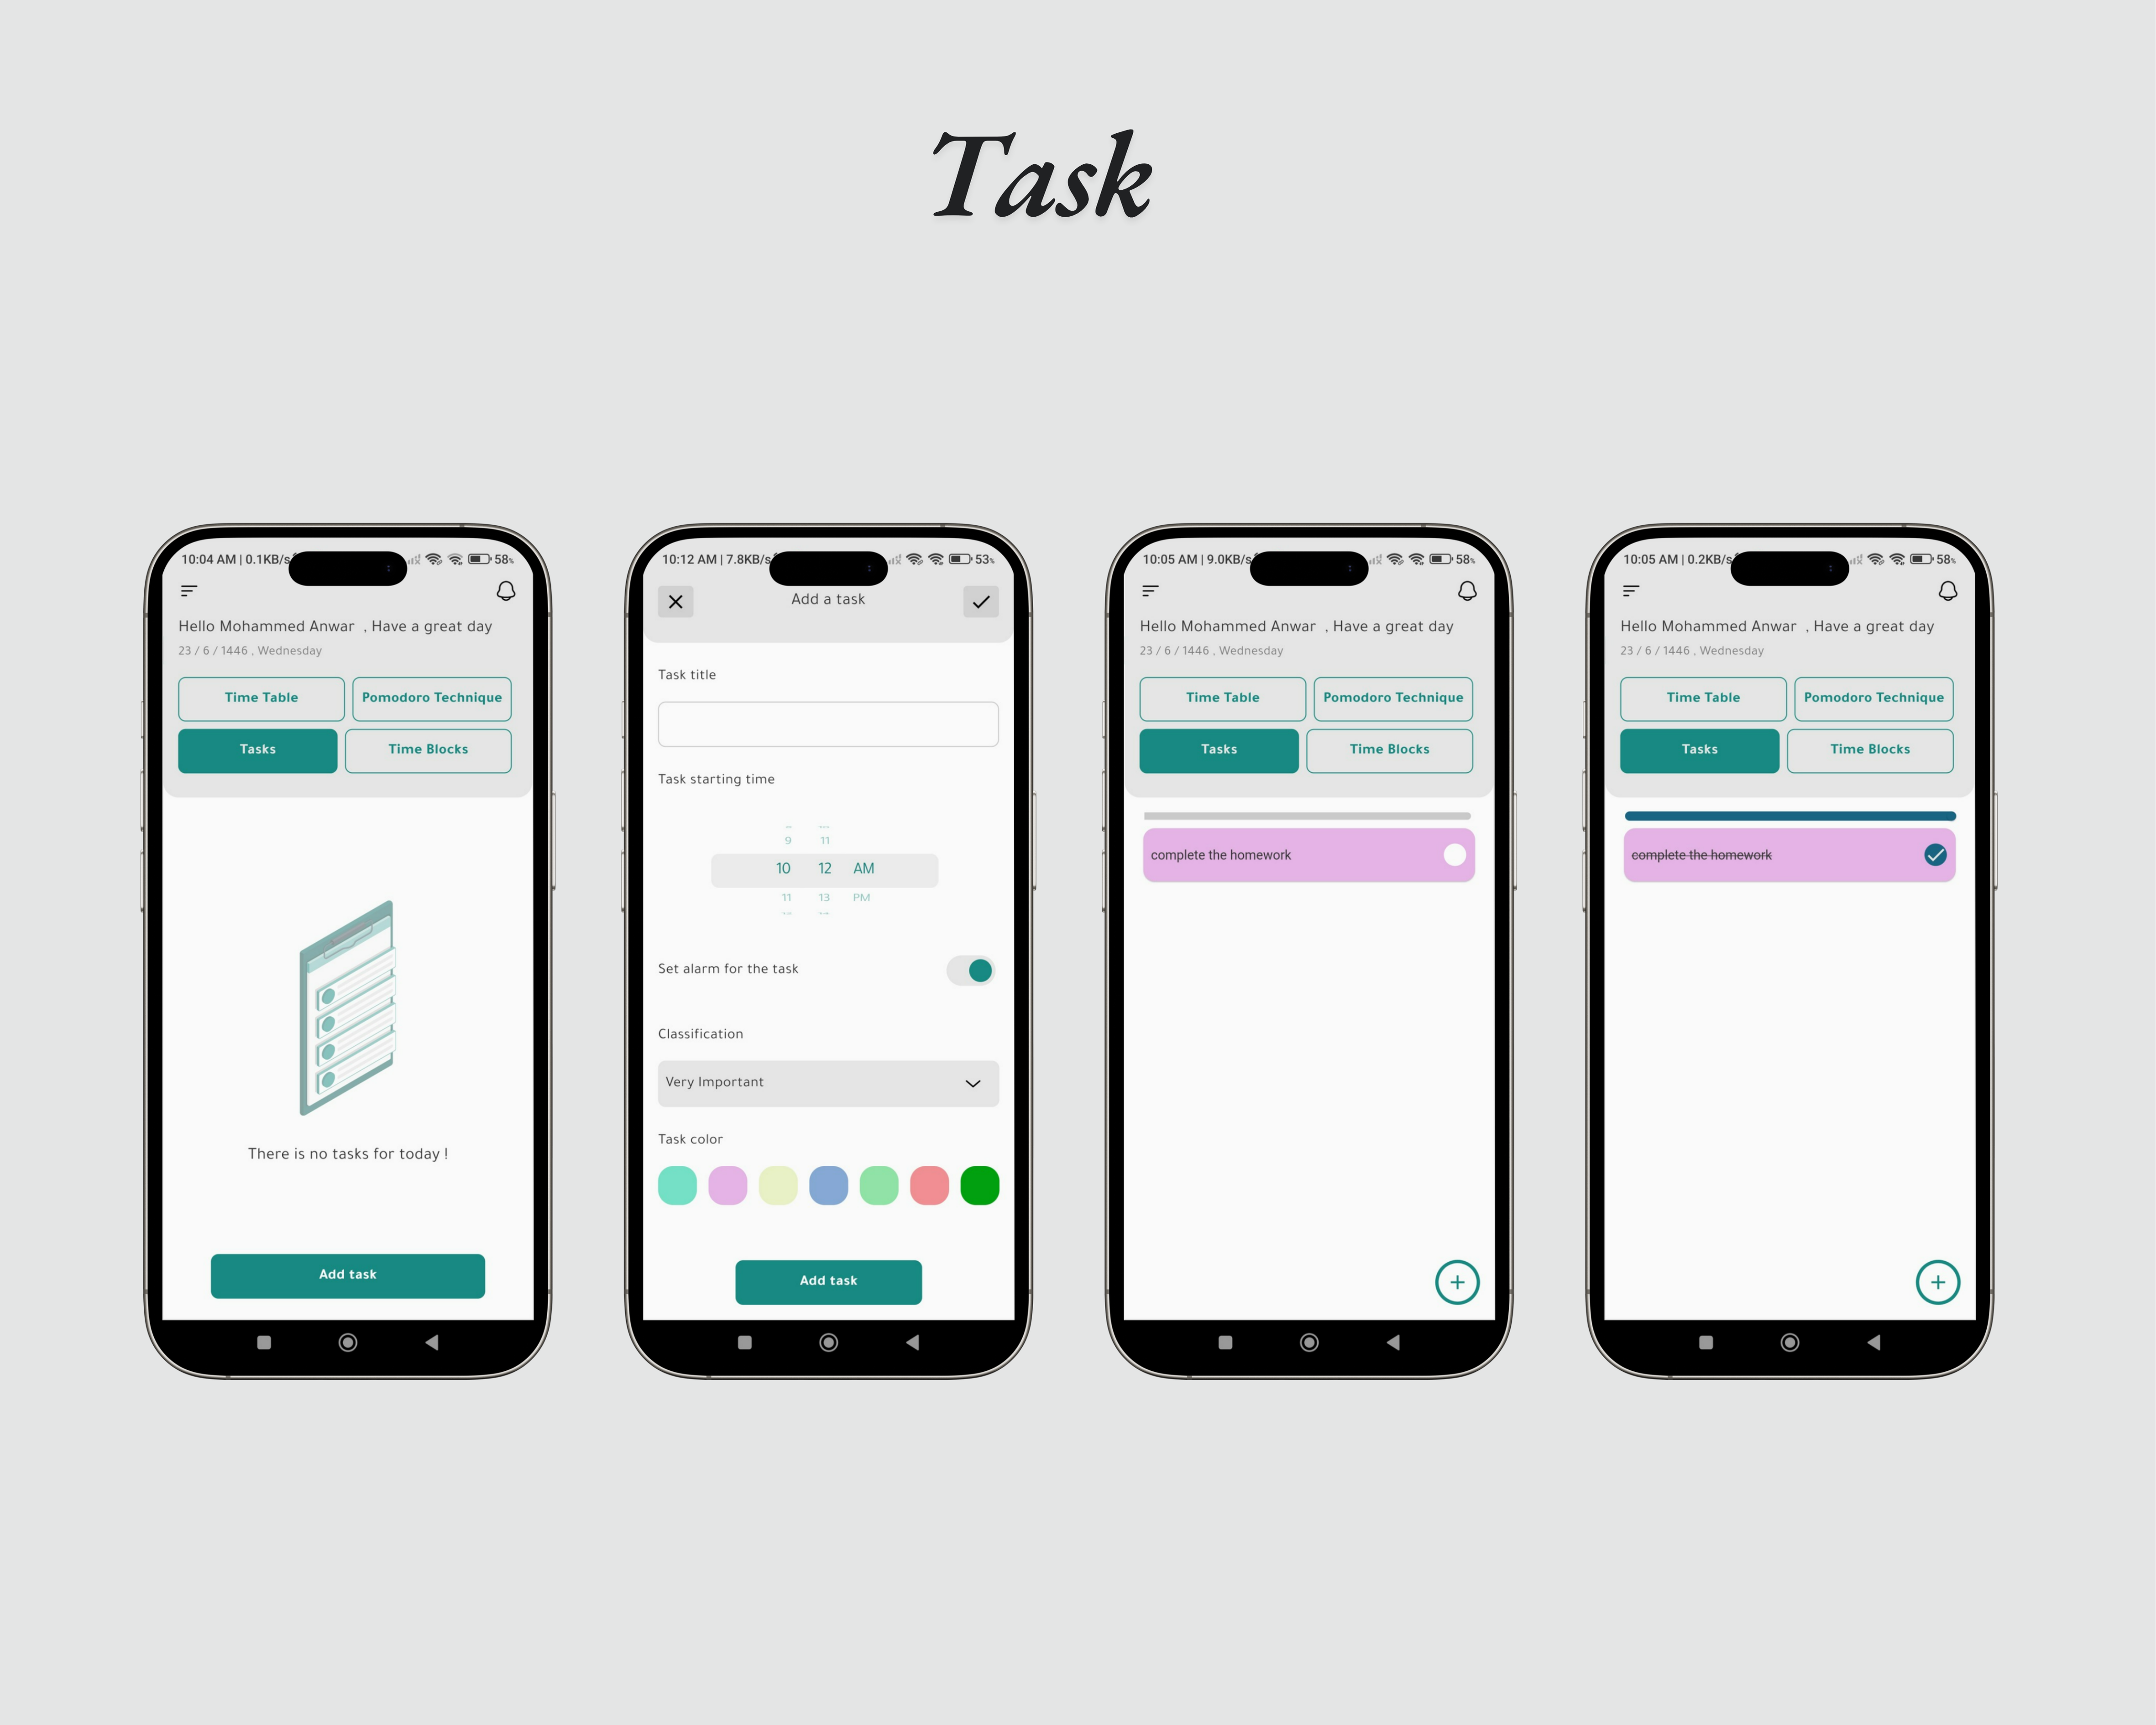 Task
10:04 AM | 0.1KB/s
58%
Hello Mohammed Anwar , Have a great day
23 / 6 / 1446 , Wednesday
Time Table
Pomodoro Technique
Tasks
Time Blocks
There is no tasks for today !
Add task
10:12 AM | 7.8KB/s
53%
Add a task
Task title
Task starting time
9 11
10 12 AM
11 13 PM
Set alarm for the task
Classification
Very Important
Task color
Add task
10:05 AM | 9.0KB/s
58%
Hello Mohammed Anwar , Have a great day
23 / 6 / 1446 , Wednesday
Time Table
Pomodoro Technique
Tasks
Time Blocks
complete the homework
10:05 AM | 0.2KB/s
58%
Hello Mohammed Anwar , Have a great day
23 / 6 / 1446 , Wednesday
Time Table
Pomodoro Technique
Tasks
Time Blocks
complete the homework